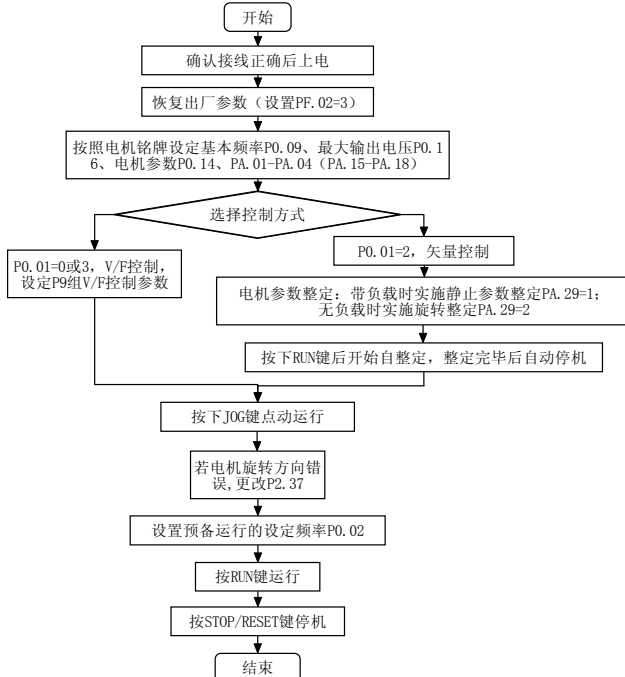 开始
确认接线正确后上电
恢复出厂参数（设置PF.02=3）
按照电机铭牌设定基本频率P0.09、最大输出电压P0.1
6、电机参数P0.14、PA.01-PA.04（PA.15-PA.18）
选择控制方式
P0.01=0或3，V/F控制，
设定P9组V/F控制参数
P0.01=2，矢量控制
电机参数整定：带负载时实施静止参数整定PA.29=1；
无负载时实施旋转整定PA.29=2
按下RUN键后开始自整定，整定完毕后自动停机
按下JOG键点动运行
若电机旋转方向错
误,更改P2.37
设置预备运行的设定频率P0.02
按RUN键运行
按STOP/RESET键停机
结束